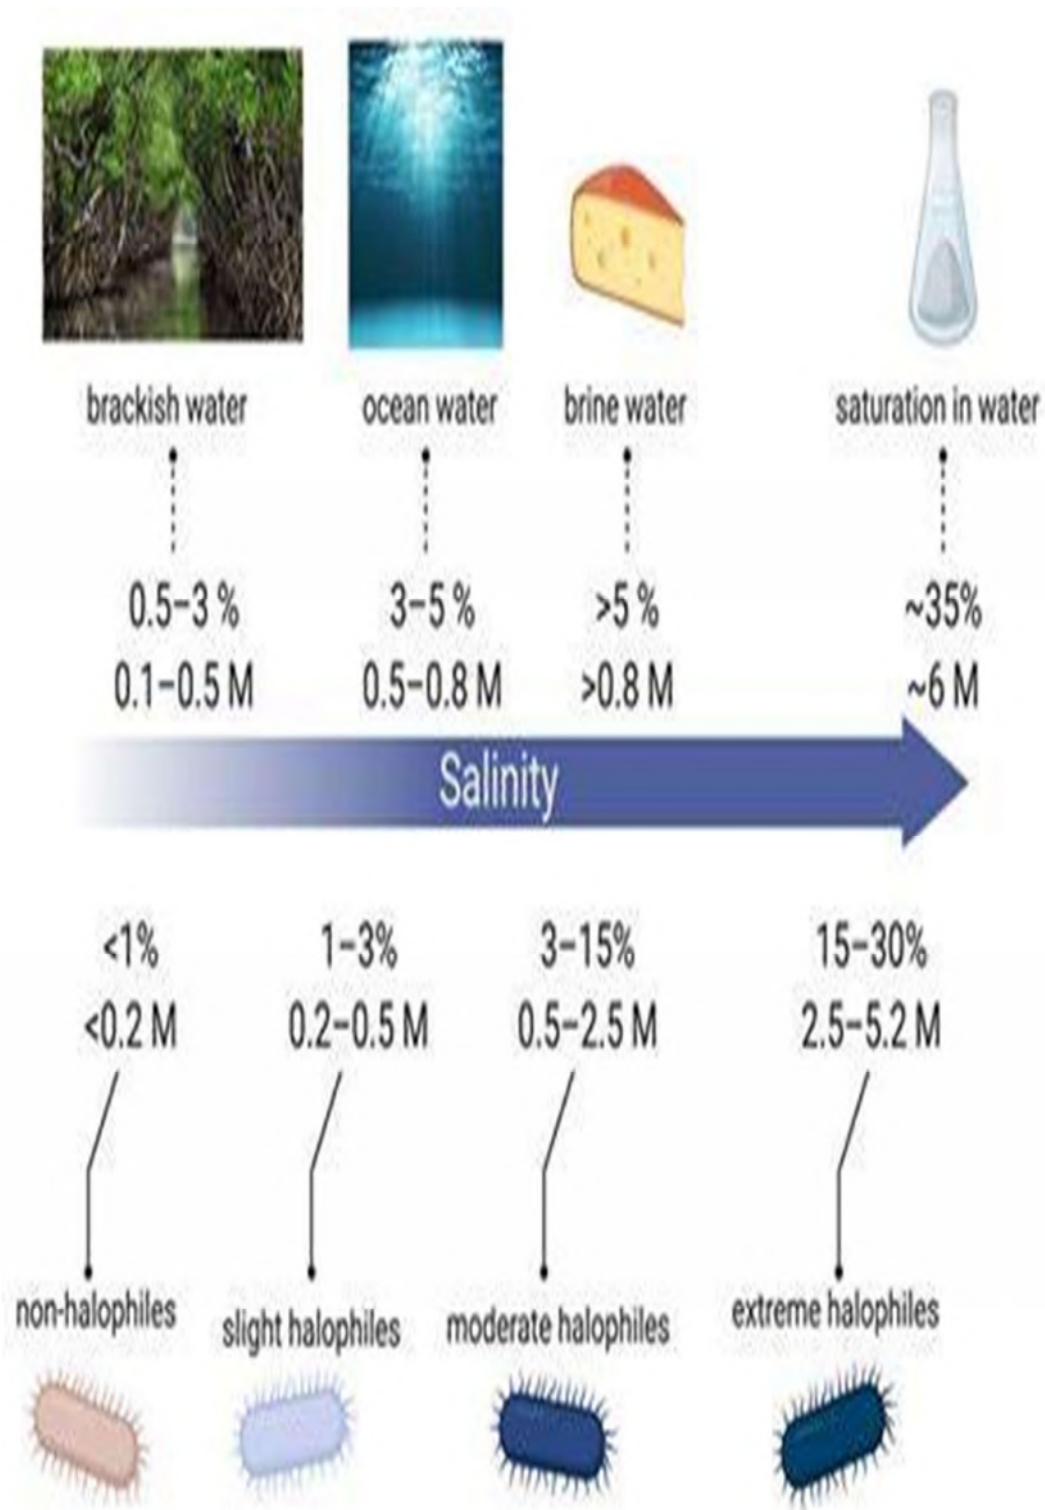 brackish water
ocean water
brine water
saturation in water
0.5–3 %
3–5 %
>5 %
~35%
0.1–0.5 M
0.5–0.8 M
>0.8 M
~6 M
Salinity
<1%
1–3%
3–15%
15–30%
<0.2 M
0.2–0.5 M
0.5–2.5 M
2.5–5.2 M
non-halophiles
slight halophiles
moderate halophiles
extreme halophiles